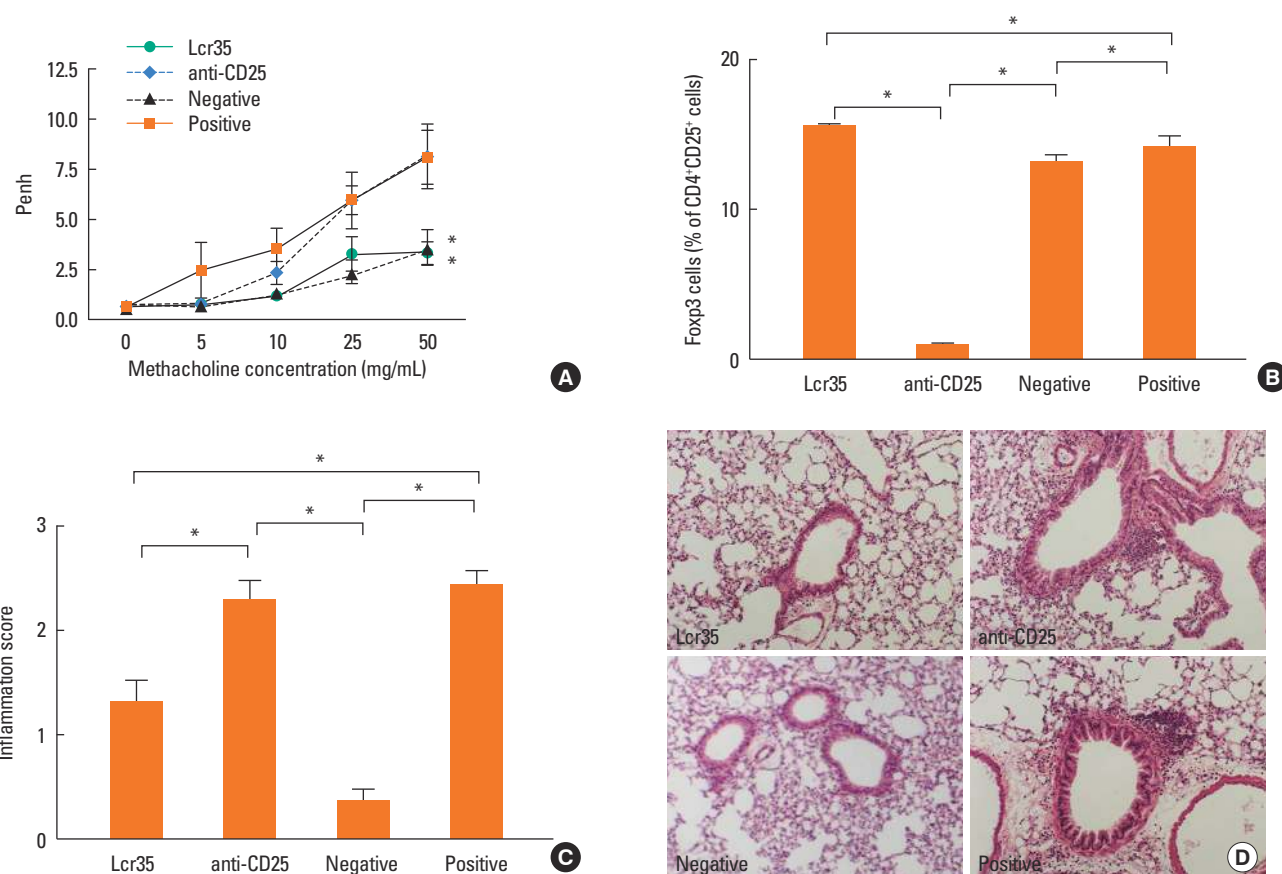 Lcr35
anti-CD25
Negative
Positive
12.5
10.0
7.5
5.0
2.5
0.0
Penh
*
*
0 5 10 25 50
Methacholine concentration (mg/mL)
A
20
10
0
Foxp3 cells (% of CD4⁺CD25⁺ cells)
*
*
*
*
Lcr35 anti-CD25 Negative Positive
B
3
2
1
0
Inflammation score
*
*
*
*
Lcr35 anti-CD25 Negative Positive
C
Lcr35
anti-CD25
Negative
Positive
D